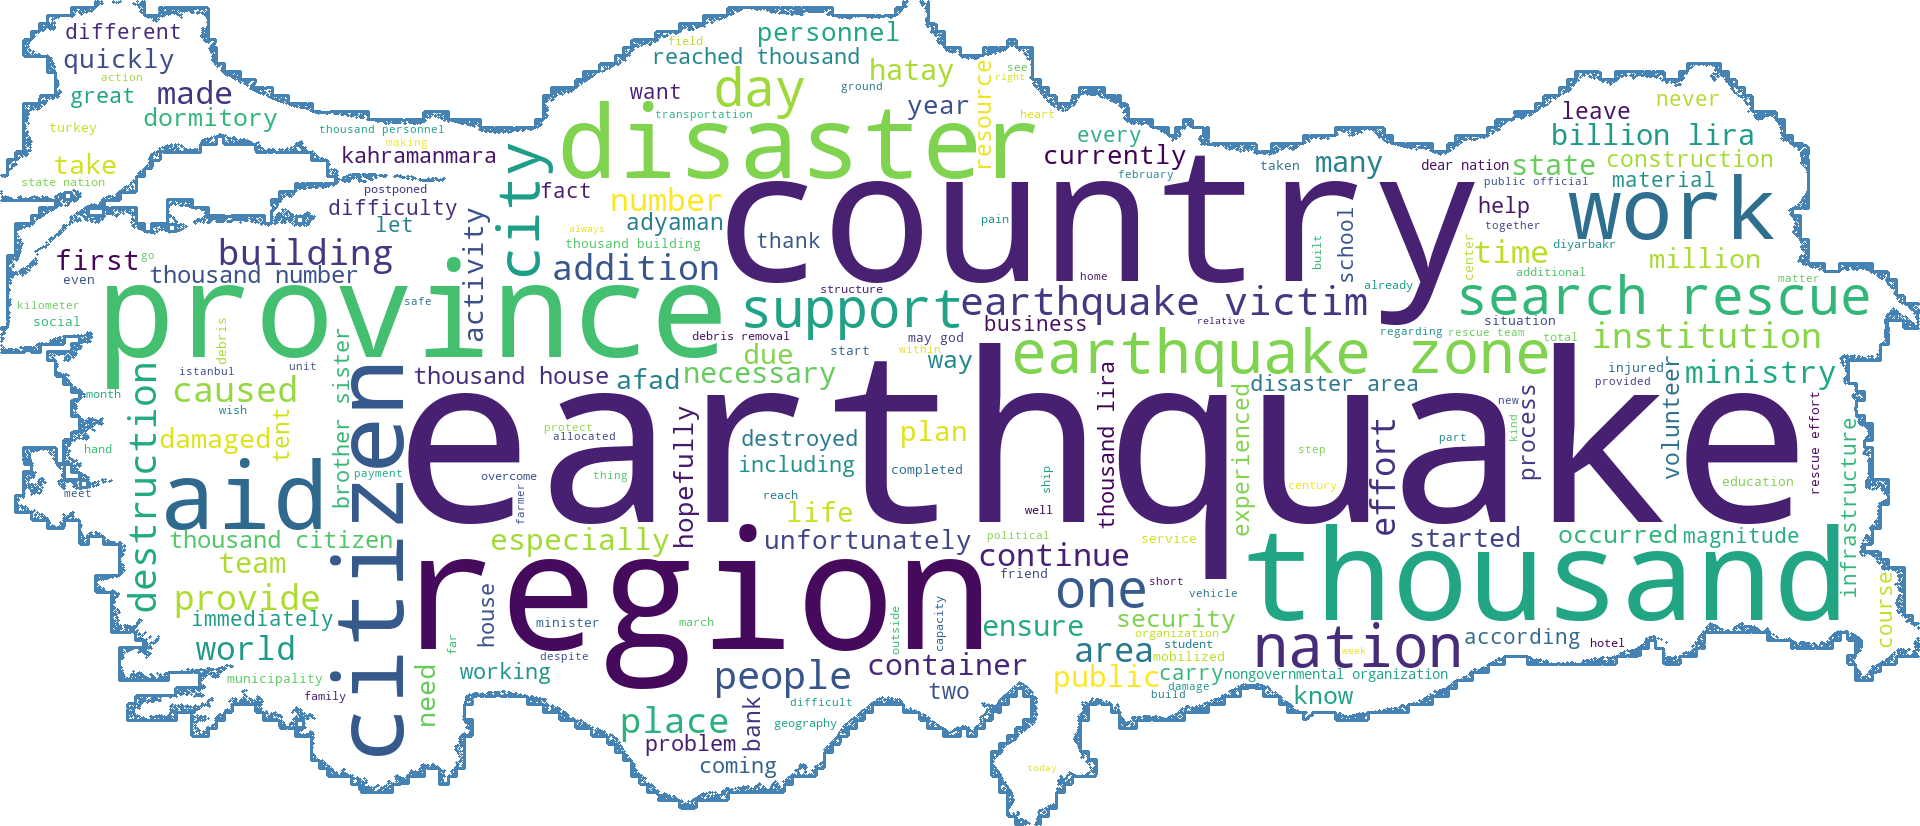 different
quickly
action
great
made
dormitory
turkey
take
state nation
thousand personnel
making
kahramanmara
postponed
difficulty
let
personnel
field
reached thousand
day
hatay
want
transportation
ground
year
resource
see
right
heart
disaster
every
currently
february
leave
never
billion lira
taken
many
dear nation
state
construction
public official
material
country
work
city
fact
number
adyaman
always
thousand building
thank
pain
help
together
diyarbakr
first
go
even
building
thousand number
activity
addition
home
built
school
center
time
additional
million
matter
kilometer
social
province
safe
structure
support
earthquake victim
already
search rescue
debris
debris removal
business
relative
regarding
rescue team
situation
total
institution
istanbul
unit
due
start
may god
within
way
earthquake zone
month
caused
wish
brother sister
thousand house
afad
necessary
disaster area
injured
provided
ministry
destruction
citizen
earthquake
damaged
tent
protect
allocated
hopefully
destroyed
including
plan
completed
thousand lira
experienced
step
part
new
kind
process
volunteer
rescue effort
hand
meet
aid
payment
overcome
farmer
thing
reach
life
ship
well
century
effort
education
infrastructure
thousand citizen
especially
unfortunately
political
service
continue
started
occurred
magnitude
team
provide
region
friend
short
vehicle
one
thousand
immediately
house
minister
march
outside
capacity
ensure
security
organization
student
course
world
far
despite
area
mobilized
nation
week
according
hotel
municipality
family
need
working
people
container
two
public
carry
damage
build
nongovernmental organization
know
place
bank
difficult
geography
problem
coming
today